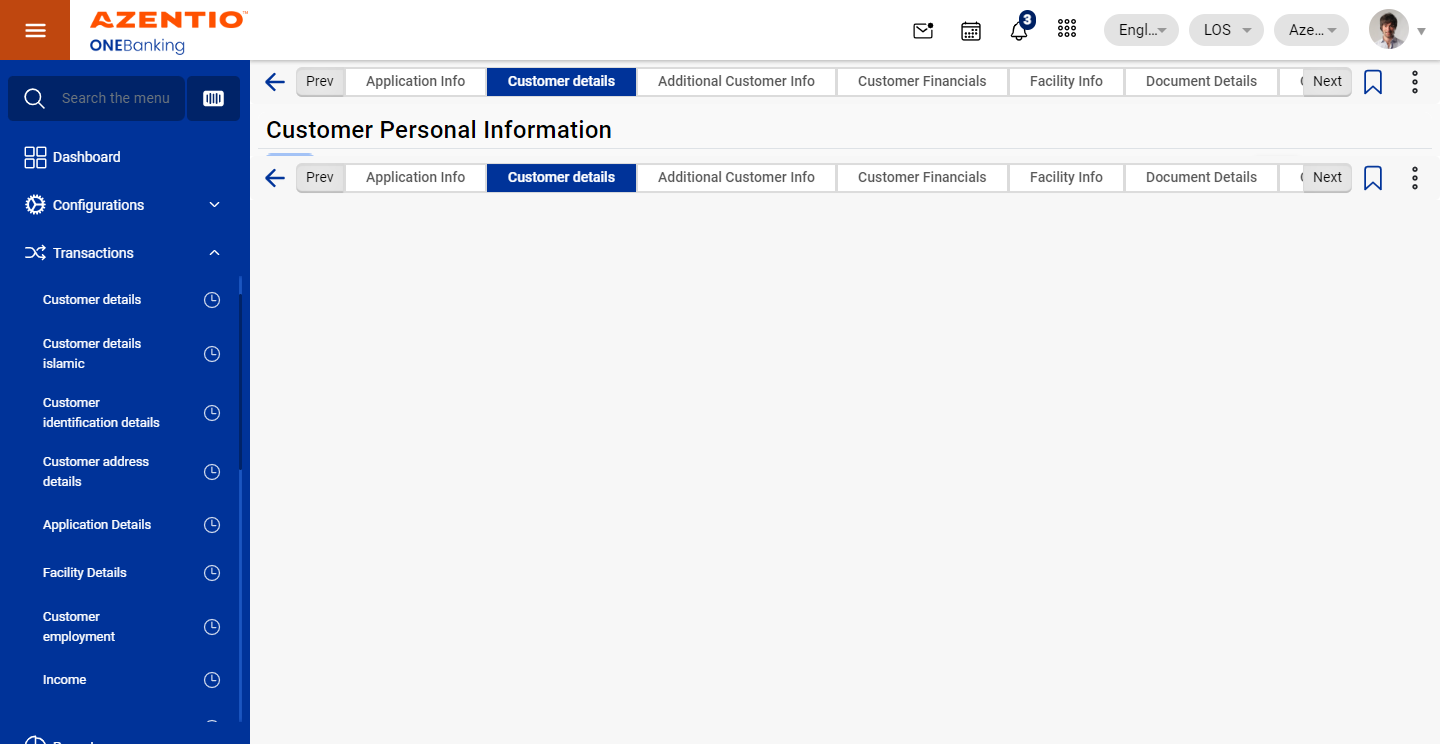 AZENTIO™
ONEBanking
3
Engl...
LOS
Aze...
Search the menu
Dashboard
Configurations
Transactions
Customer details
Customer details
islamic
Customer
identification details
Customer address
details
Application Details
Facility Details
Customer
employment
Income
Prev
Application Info
Customer details
Additional Customer Info
Customer Financials
Facility Info
Document Details
Next
Customer Personal Information
Prev
Application Info
Customer details
Additional Customer Info
Customer Financials
Facility Info
Document Details
Next